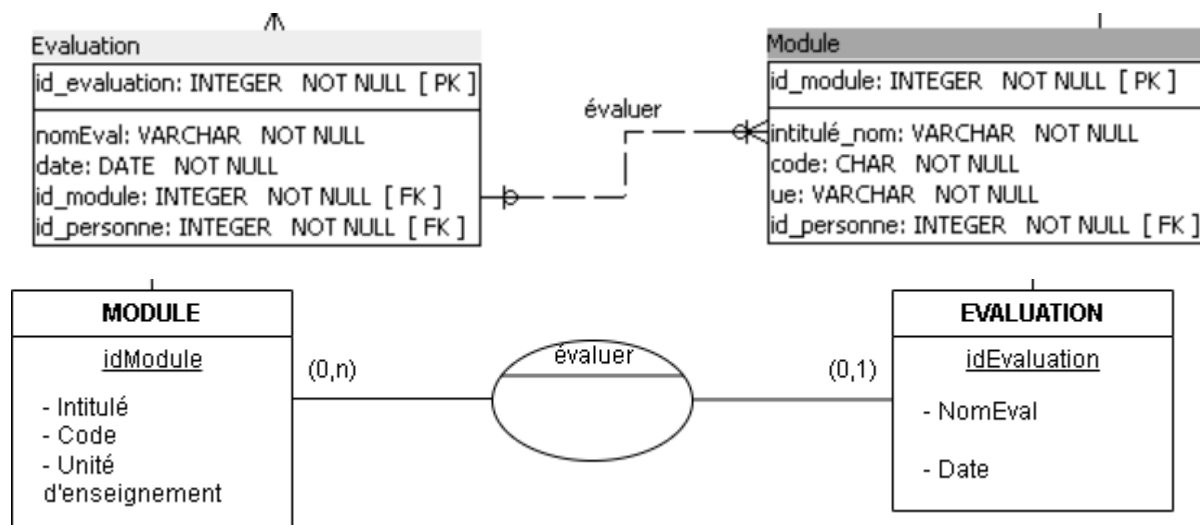 Evaluation
id_evaluation: INTEGER NOT NULL [ PK ]
nomEval: VARCHAR NOT NULL
date: DATE NOT NULL
id_module: INTEGER NOT NULL [ FK ]
id_personne: INTEGER NOT NULL [ FK ]
évaluer
Module
id_module: INTEGER NOT NULL [ PK ]
intitulé_nom: VARCHAR NOT NULL
code: CHAR NOT NULL
ue: VARCHAR NOT NULL
id_personne: INTEGER NOT NULL [ FK ]
MODULE
idModule
- Intitulé
- Code
- Unité
d'enseignement
(0,n)
évaluer
(0,1)
EVALUATION
idEvaluation
- NomEval
- Date